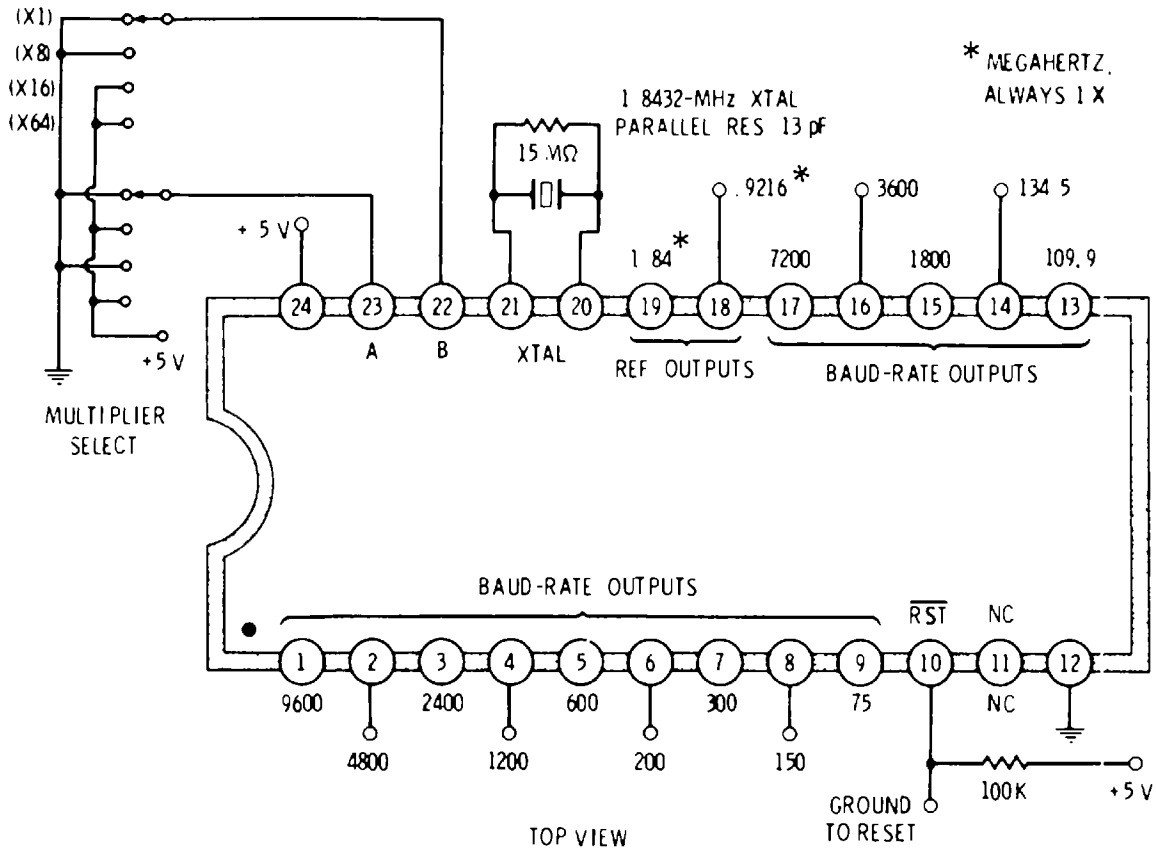 (X1)
(X8)
(X16)
(X64)
* MEGAHERTZ,
ALWAYS 1X
1 8432-MHz XTAL
PARALLEL RES 13 pF
15 MΩ
+ 5 V
.9216 *
3600
134 5
1 84 *
7200
1800
109.9
24
23
22
21
20
19
18
17
16
15
14
13
+5 V
A
B
XTAL
REF OUTPUTS
BAUD-RATE OUTPUTS
MULTIPLIER
SELECT
BAUD-RATE OUTPUTS
RST
NC
1
2
3
4
5
6
7
8
9
10
11
12
9600
2400
600
300
75
NC
4800
1200
200
150
100K
+5 V
GROUND
TO RESET
TOP VIEW